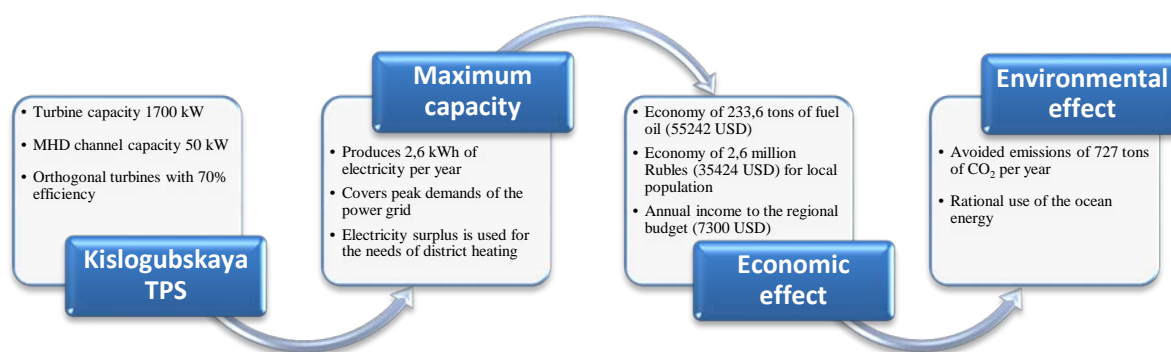 • Turbine capacity 1700 kW
• MHD channel capacity 50 kW
• Orthogonal turbines with 70%
efficiency
Kislogubskaya
TPS
Maximum
capacity
• Produces 2,6 kWh of
electricity per year
• Covers peak demands of the
power grid
• Electricity surplus is used for
the needs of district heating
• Economy of 233,6 tons of fuel
oil (55242 USD)
• Economy of 2,6 million
Rubles (35424 USD) for local
population
• Annual income to the regional
budget (7300 USD)
Economic
effect
Environmental
effect
• Avoided emissions of 727 tons
of CO₂ per year
• Rational use of the ocean
energy